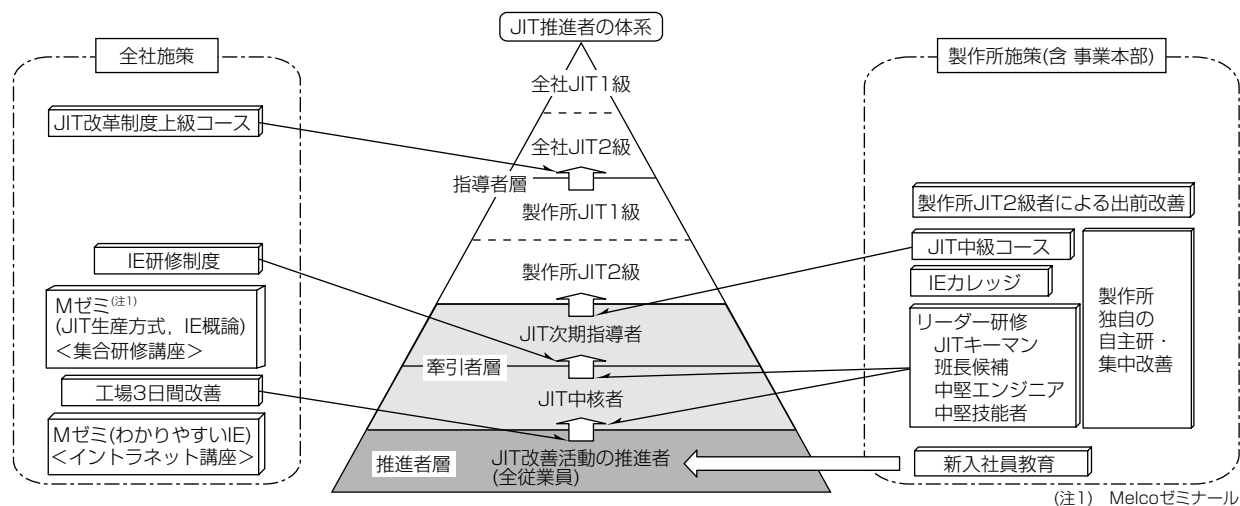 JIT推進者の体系
全社施策
JIT改革制度上級コース
IE研修制度
Mゼミ(注1)
(JIT生産方式，IE概論)
＜集合研修講座＞
工場3日間改善
Mゼミ(わかりやすいIE)
＜イントラネット講座＞
全社JIT1級
全社JIT2級
指導者層
製作所JIT1級
製作所JIT2級
JIT次期指導者
牽引者層
JIT中核者
推進者層
JIT改善活動の推進者
(全従業員)
製作所施策(含 事業本部)
製作所JIT2級者による出前改善
JIT中級コース
IEカレッジ
リーダー研修
JITキーマン
班長候補
中堅エンジニア
中堅技能者
製作所
独自の
自主研・
集中改善
新入社員教育
(注1) Melcoゼミナール